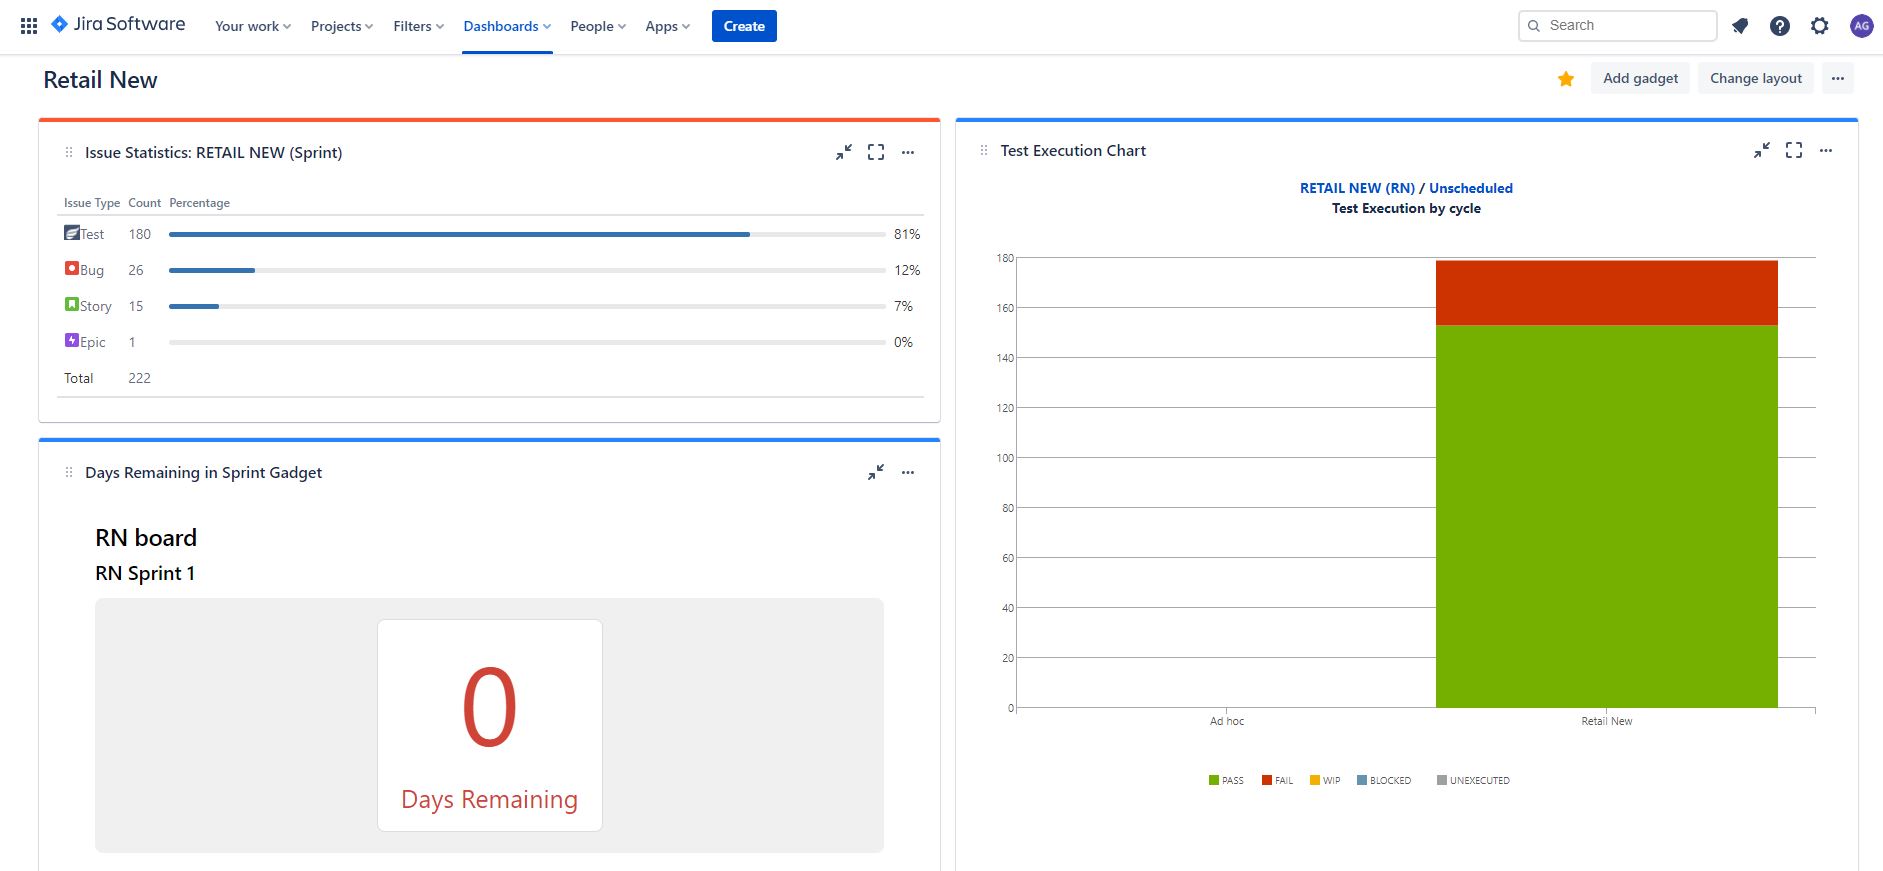 Jira Software Your work Projects Filters Dashboards People Apps Create Search AG
Retail New
Add gadget Change layout
Issue Statistics: RETAIL NEW (Sprint)
Issue Type Count Percentage
Test 180 81%
Bug 26 12%
Story 15 7%
Epic 1 0%
Total 222
Days Remaining in Sprint Gadget
RN board
RN Sprint 1
0
Days Remaining
Test Execution Chart
RETAIL NEW (RN) / Unscheduled
Test Execution by cycle
180
160
140
120
100
80
60
40
20
0
Ad hoc Retail New
PASS FAIL WIP BLOCKED UNEXECUTED